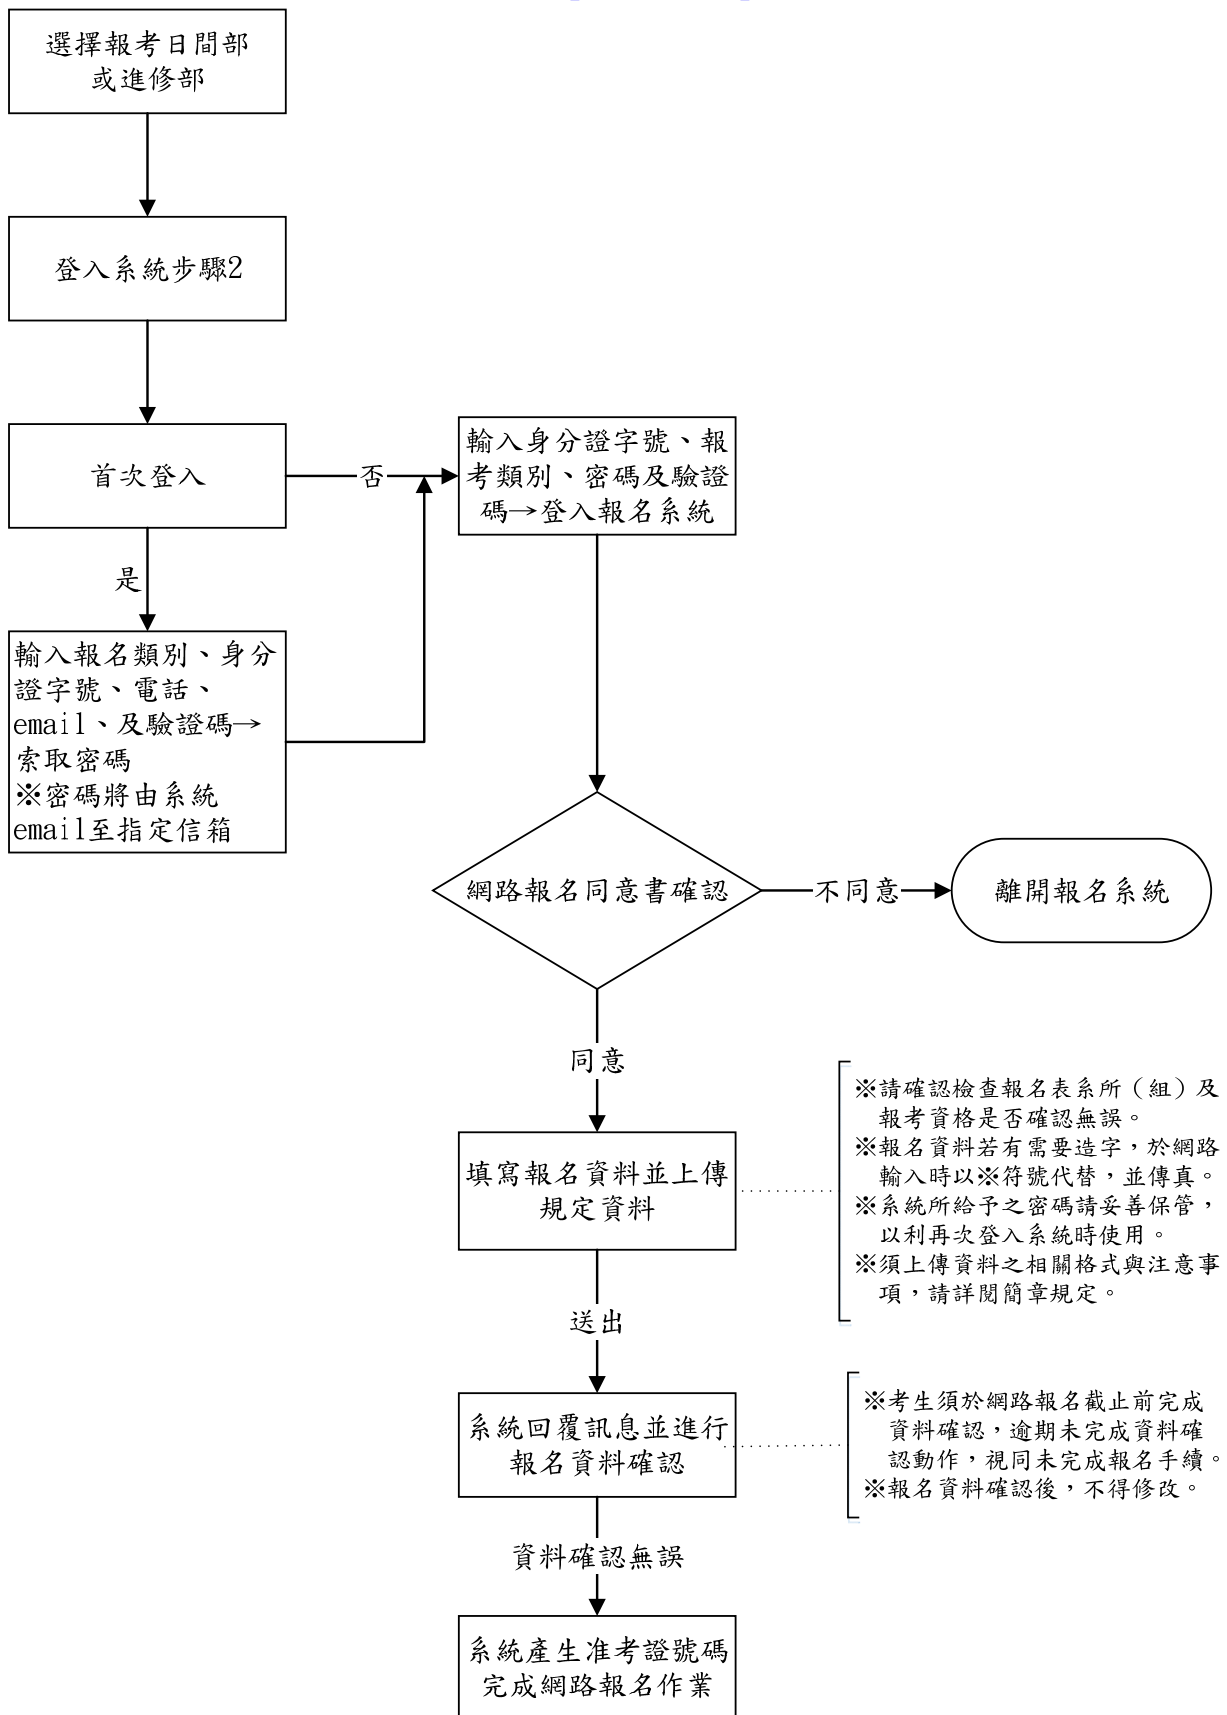 選擇報考日間部
或進修部
登入系統步驟2
首次登入
否
輸入身分證字號、報
考類別、密碼及驗證
碼→登入報名系統
是
輸入報名類別、身分
證字號、電話、
email、及驗證碼→
索取密碼
※密碼將由系統
email至指定信箱
網路報名同意書確認
不同意
離開報名系統
同意
填寫報名資料並上傳
規定資料
※請確認檢查報名表系所（組）及
報考資格是否確認無誤。
※報名資料若有需要造字，於網路
輸入時以※符號代替，並傳真。
※系統所給予之密碼請妥善保管，
以利再次登入系統時使用。
※須上傳資料之相關格式與注意事
項，請詳閱簡章規定。
送出
系統回覆訊息並進行
報名資料確認
※考生須於網路報名截止前完成
資料確認，逾期未完成資料確
認動作，視同未完成報名手續。
※報名資料確認後，不得修改。
資料確認無誤
系統產生准考證號碼
完成網路報名作業